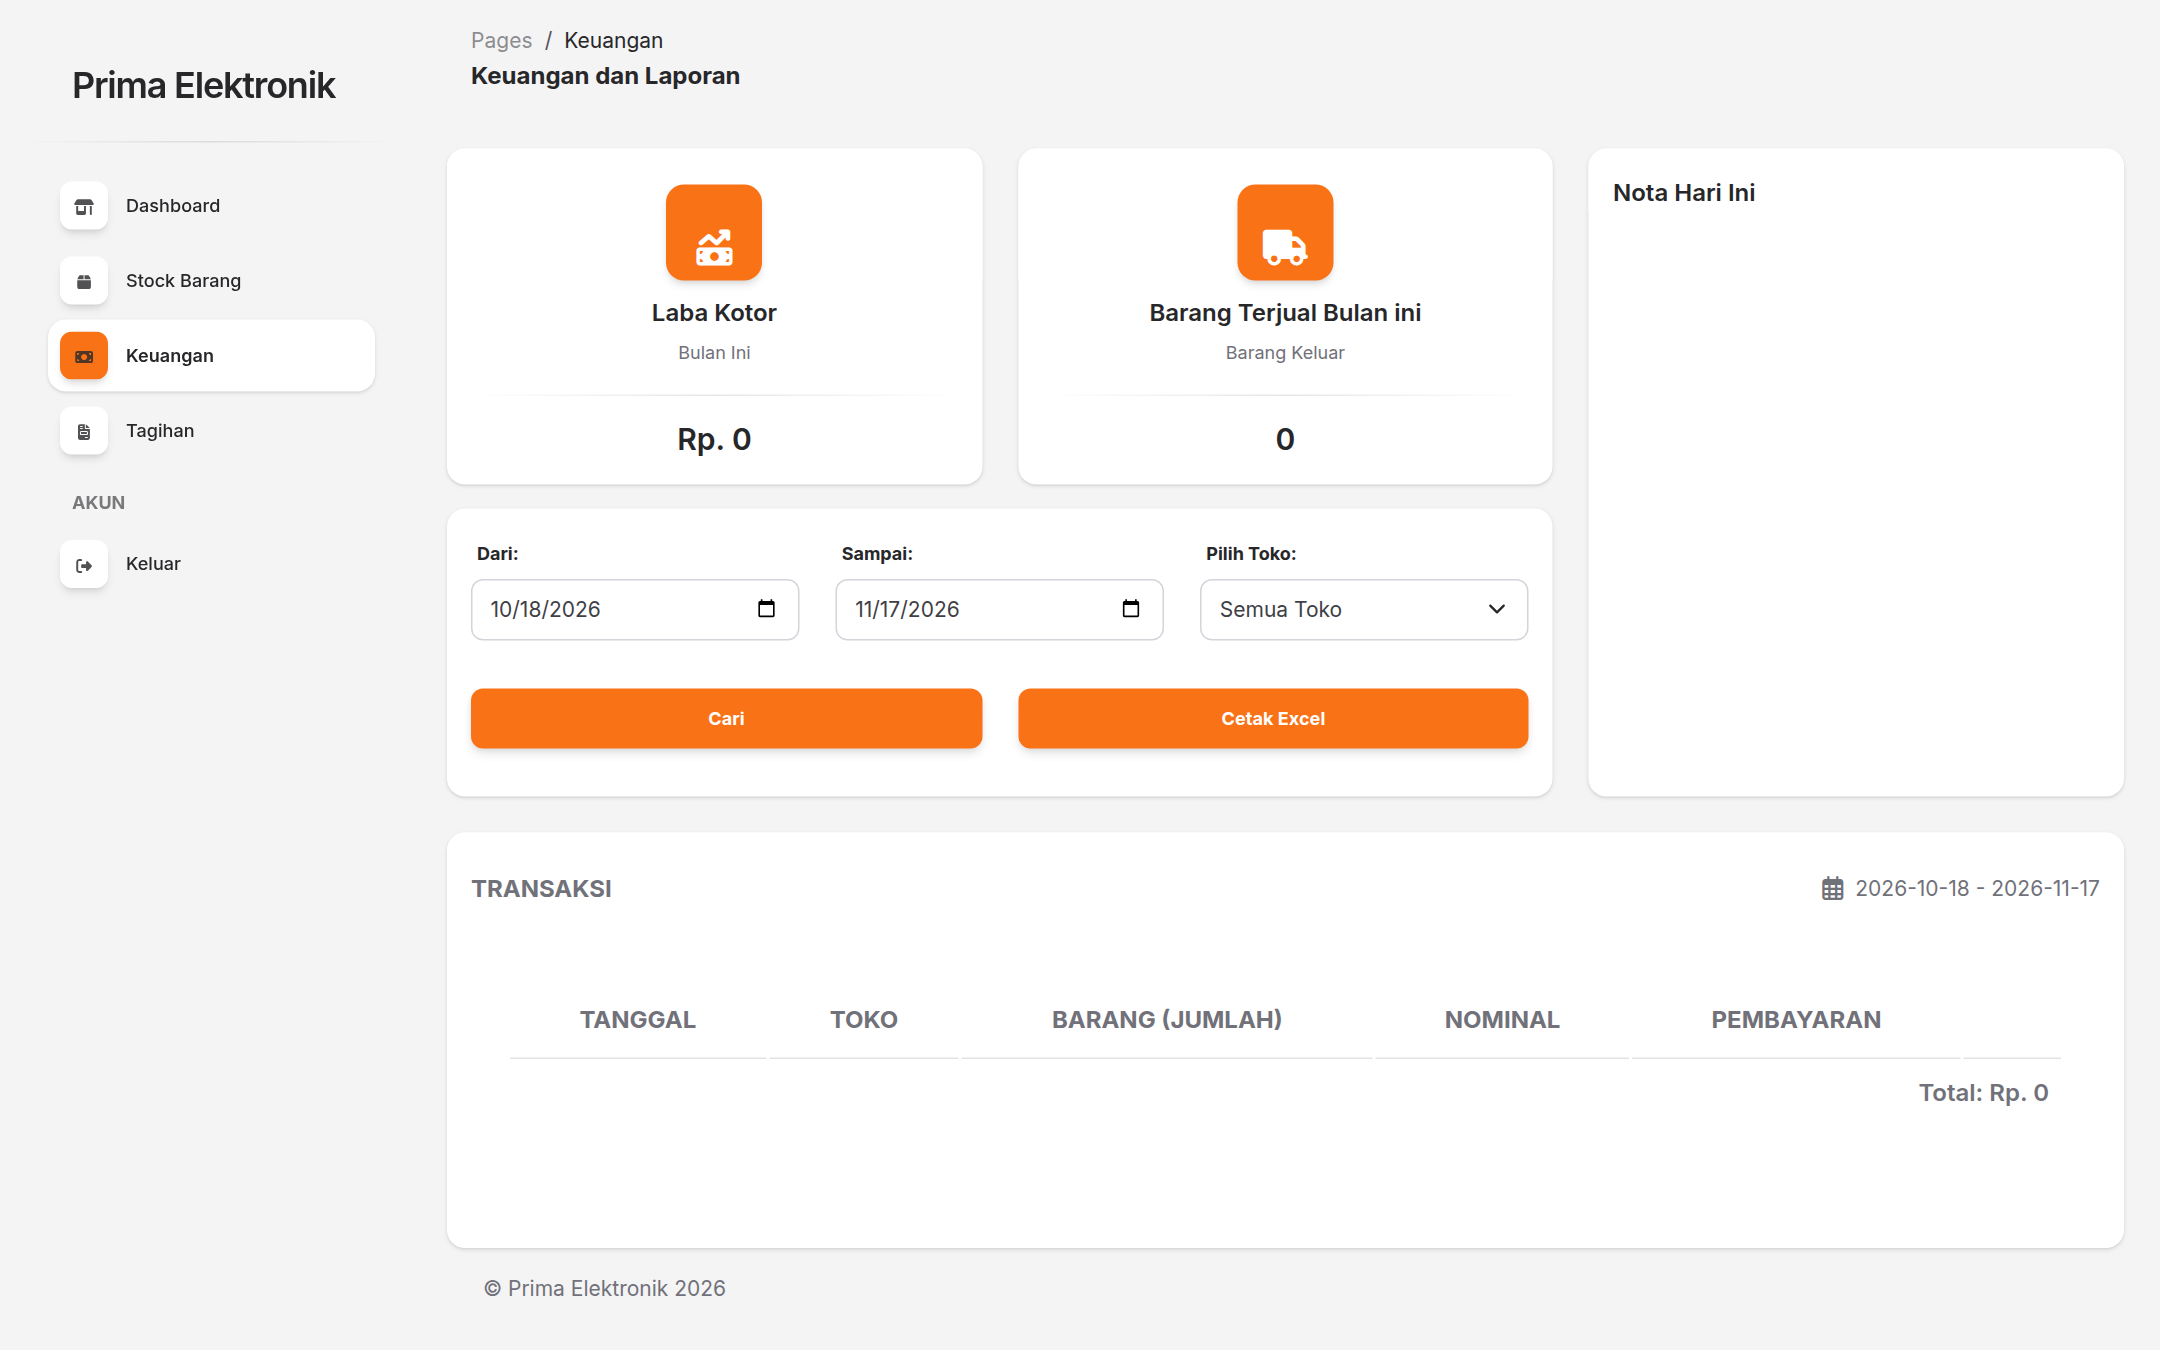 Prima Elektronik
Dashboard
Stock Barang
Keuangan
Tagihan
AKUN
Keluar
Pages / Keuangan
Keuangan dan Laporan
Laba Kotor
Bulan Ini
Rp. 0
Barang Terjual Bulan ini
Barang Keluar
0
Nota Hari Ini
Dari: Sampai: Pilih Toko:
10/18/2026 11/17/2026 Semua Toko
Cari Cetak Excel
TRANSAKSI 2026-10-18 - 2026-11-17
TANGGAL TOKO BARANG (JUMLAH) NOMINAL PEMBAYARAN
Total: Rp. 0
© Prima Elektronik 2026